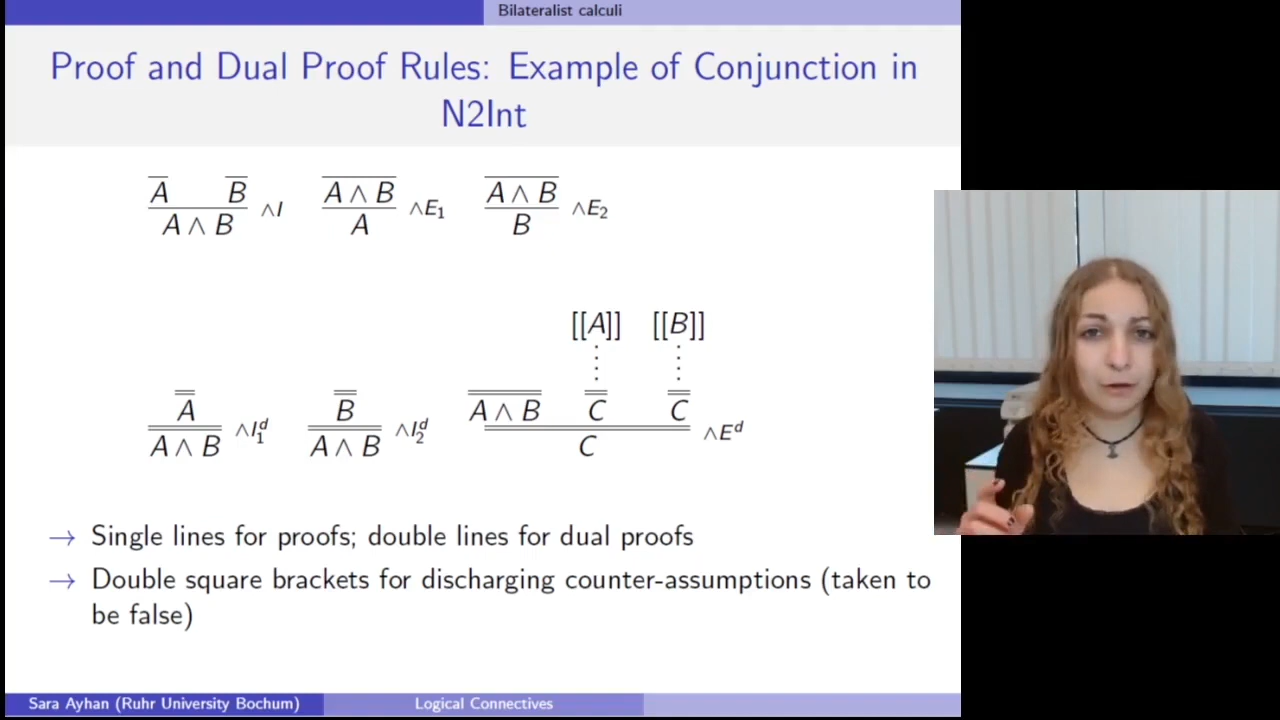 Bilateralist calculi
Proof and Dual Proof Rules: Example of Conjunction in
N2Int
A B
A ∧ B ∧I
A ∧ B
A ∧E₁
A ∧ B
B ∧E₂
[[A]] [[B]]
⋮ ⋮
A
A ∧ B ∧I₁ᵈ
B
A ∧ B ∧I₂ᵈ
A ∧ B C C
C ∧Eᵈ
→ Single lines for proofs; double lines for dual proofs
→ Double square brackets for discharging counter-assumptions (taken to
be false)
Sara Ayhan (Ruhr University Bochum) Logical Connectives